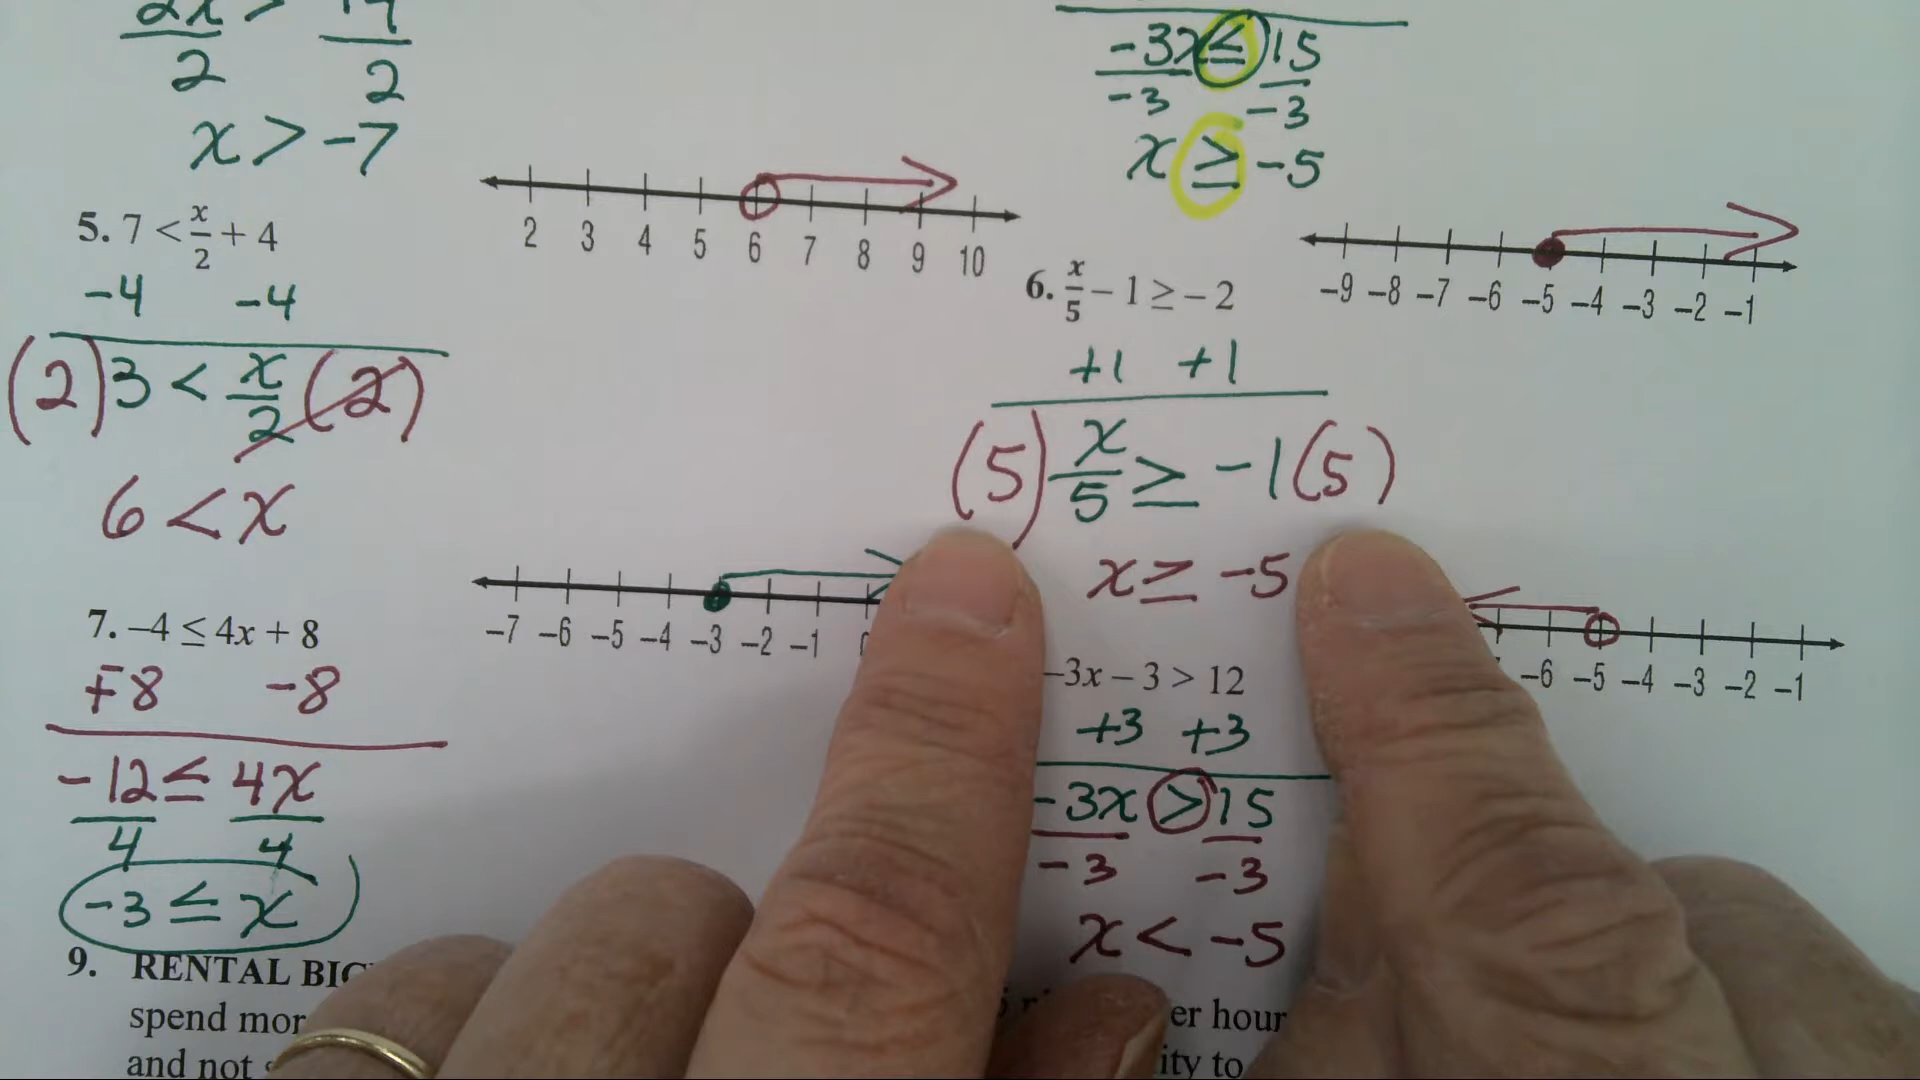 2x >
2 2
x > -7
-3x ≤ 15
-3 -3
x ≥ -5
5. 7 < x/2 + 4
-4 -4
(2) 3 < x/2 (2)
6 < x
2 3 4 5 6 7 8 9 10
6. x/5 – 1 ≥ – 2
+1 +1
(5) x/5 ≥ -1 (5)
x ≥ -5
–9 –8 –7 –6 –5 –4 –3 –2 –1
7. –4 ≤ 4x + 8
-8 -8
-12 ≤ 4x
4 4
-3 ≤ x
–7 –6 –5 –4 –3 –2 –1
–3x – 3 > 12
+3 +3
-3x > 15
-3 -3
x < -5
–6 –5 –4 –3 –2 –1
9. RENTAL
spend er hour
and not ity to